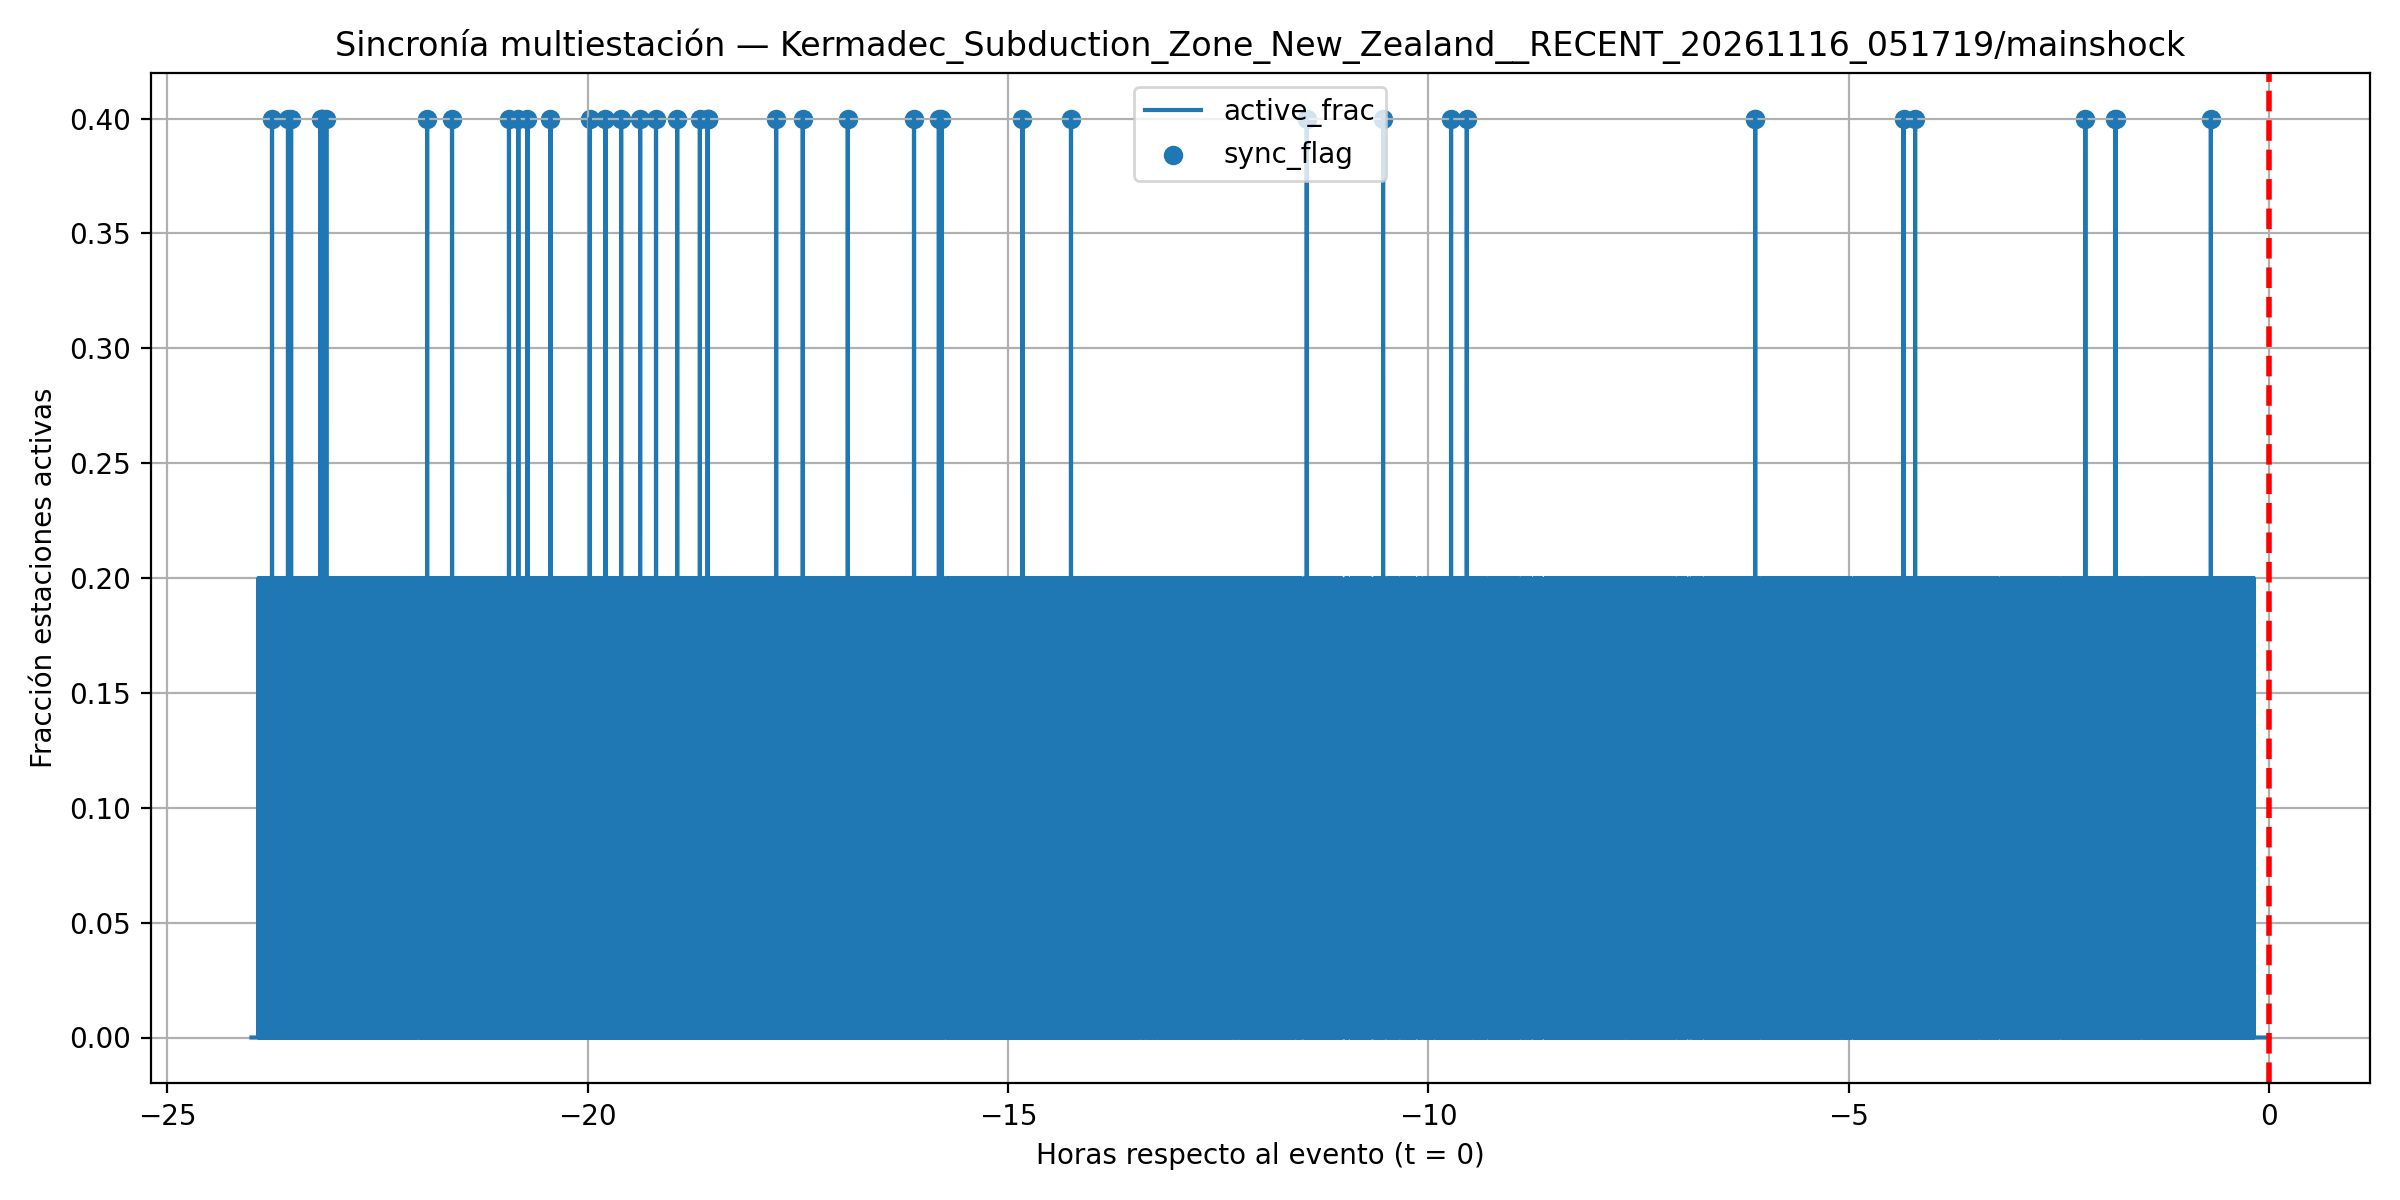 Sincronía multiestación — Kermadec_Subduction_Zone_New_Zealand__RECENT_20261116_051719/mainshock
active_frac
sync_flag
Fracción estaciones activas
0.40
0.35
0.30
0.25
0.20
0.15
0.10
0.05
0.00
−25 −20 −15 −10 −5 0
Horas respecto al evento (t = 0)